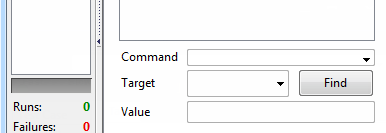 Command
Target
Find
Runs: 0
Value
Failures: 0